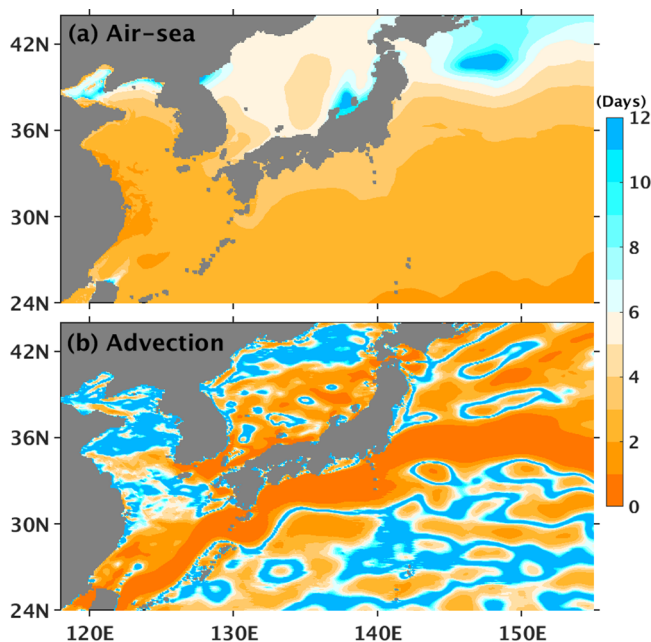 (a) Air-sea
42N
36N
30N
24N
(Days)
12
10
8
6
4
2
0
(b) Advection
42N
36N
30N
24N
120E 130E 140E 150E